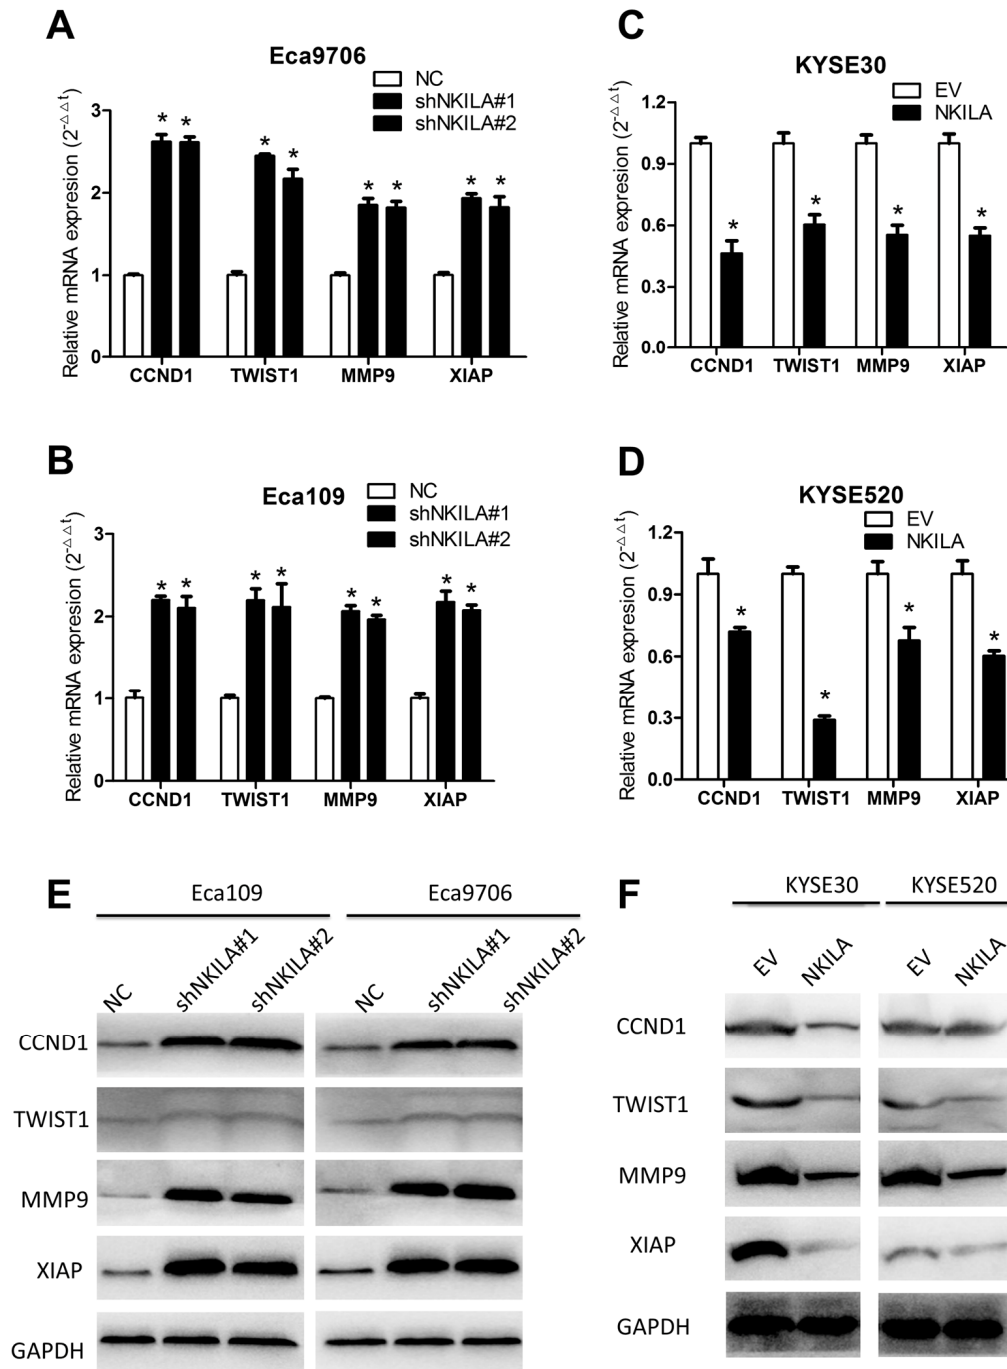 A
Eca9706
NC
shNKILA#1
shNKILA#2
Relative mRNA expresion (2-△△t)
3
2
1
0
CCND1 TWIST1 MMP9 XIAP
* * * * * * * *
C
KYSE30
EV
NKILA
Relative mRNA expresion (2-△△t)
1.2
0.9
0.6
0.3
0.0
CCND1 TWIST1 MMP9 XIAP
* * * *
B
Eca109
NC
shNKILA#1
shNKILA#2
Relative mRNA expresion (2-△△t)
3
2
1
0
CCND1 TWIST1 MMP9 XIAP
* * * * * * * *
D
KYSE520
EV
NKILA
Relative mRNA expresion (2-△△t)
1.2
0.9
0.6
0.3
0.0
CCND1 TWIST1 MMP9 XIAP
* * * *
E
Eca109 Eca9706
NC shNKILA#1 shNKILA#2 NC shNKILA#1 shNKILA#2
CCND1
TWIST1
MMP9
XIAP
GAPDH
F
KYSE30 KYSE520
EV NKILA EV NKILA
CCND1
TWIST1
MMP9
XIAP
GAPDH